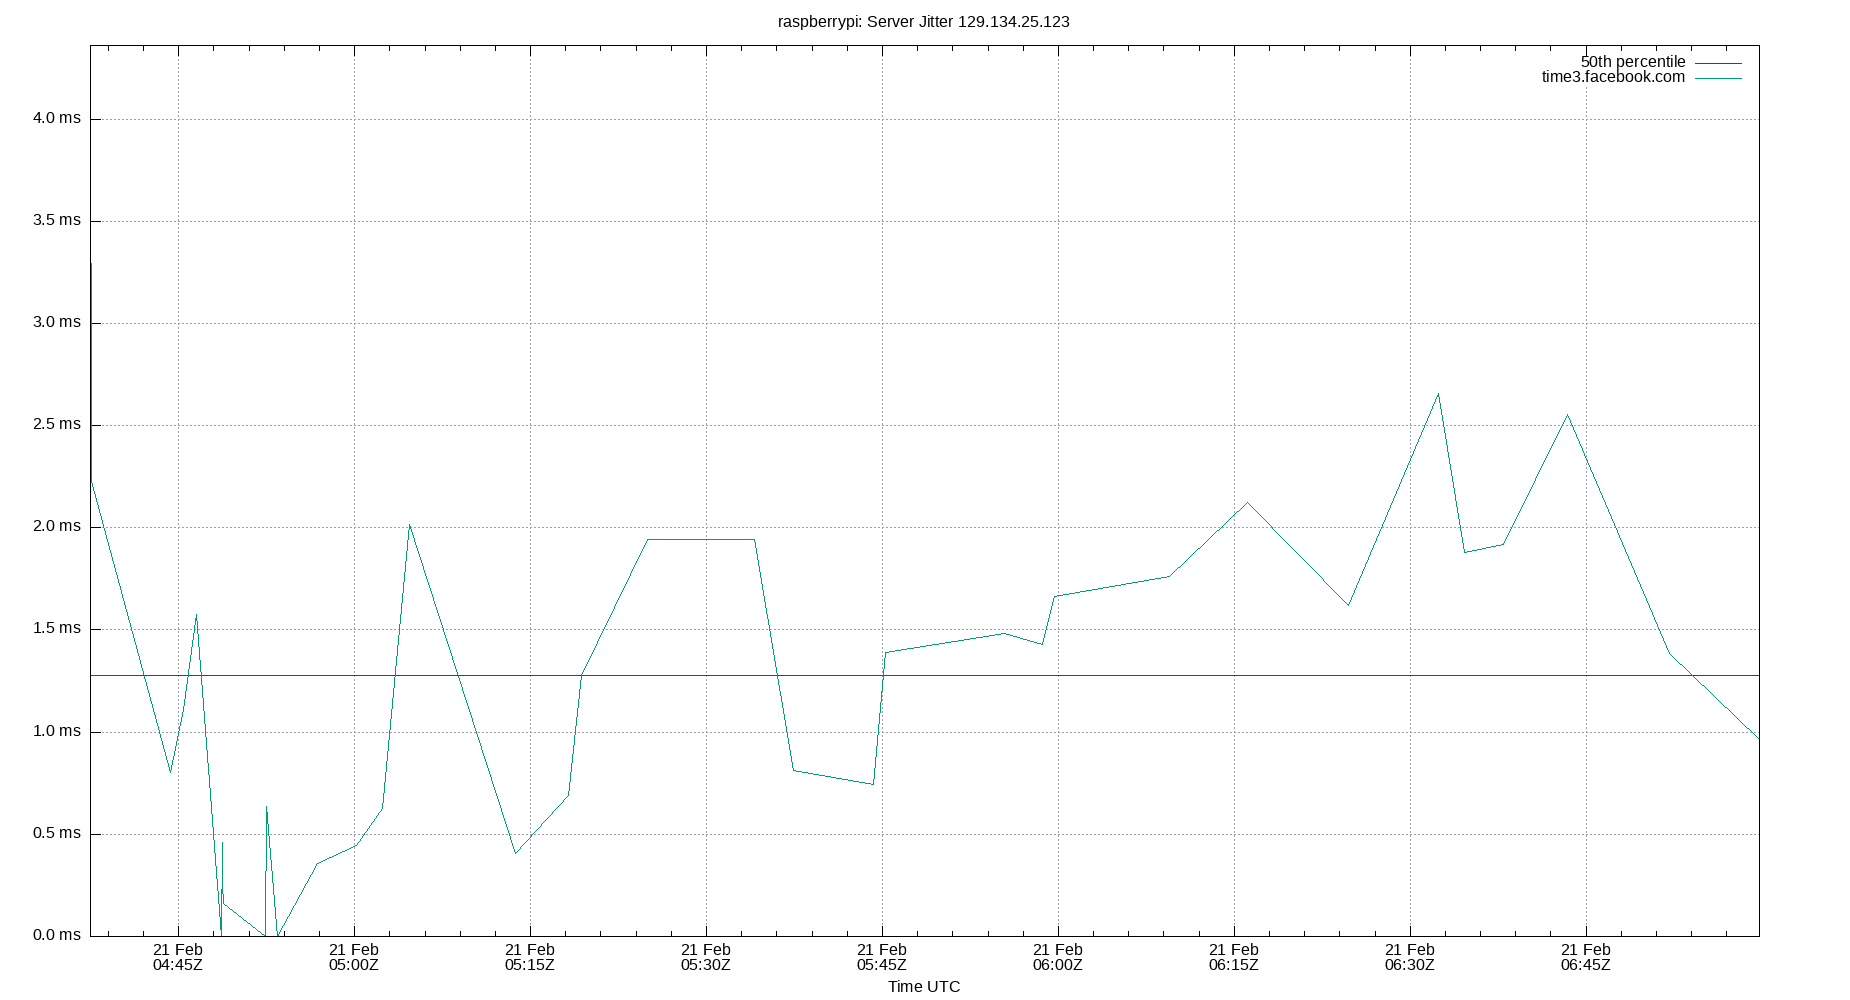 raspberrypi: Server Jitter 129.134.25.123
50th percentile
time3.facebook.com
4.0 ms
3.5 ms
3.0 ms
2.5 ms
2.0 ms
1.5 ms
1.0 ms
0.5 ms
0.0 ms
21 Feb 21 Feb 21 Feb 21 Feb 21 Feb 21 Feb 21 Feb 21 Feb 21 Feb
04:45Z 05:00Z 05:15Z 05:30Z 05:45Z 06:00Z 06:15Z 06:30Z 06:45Z
Time UTC